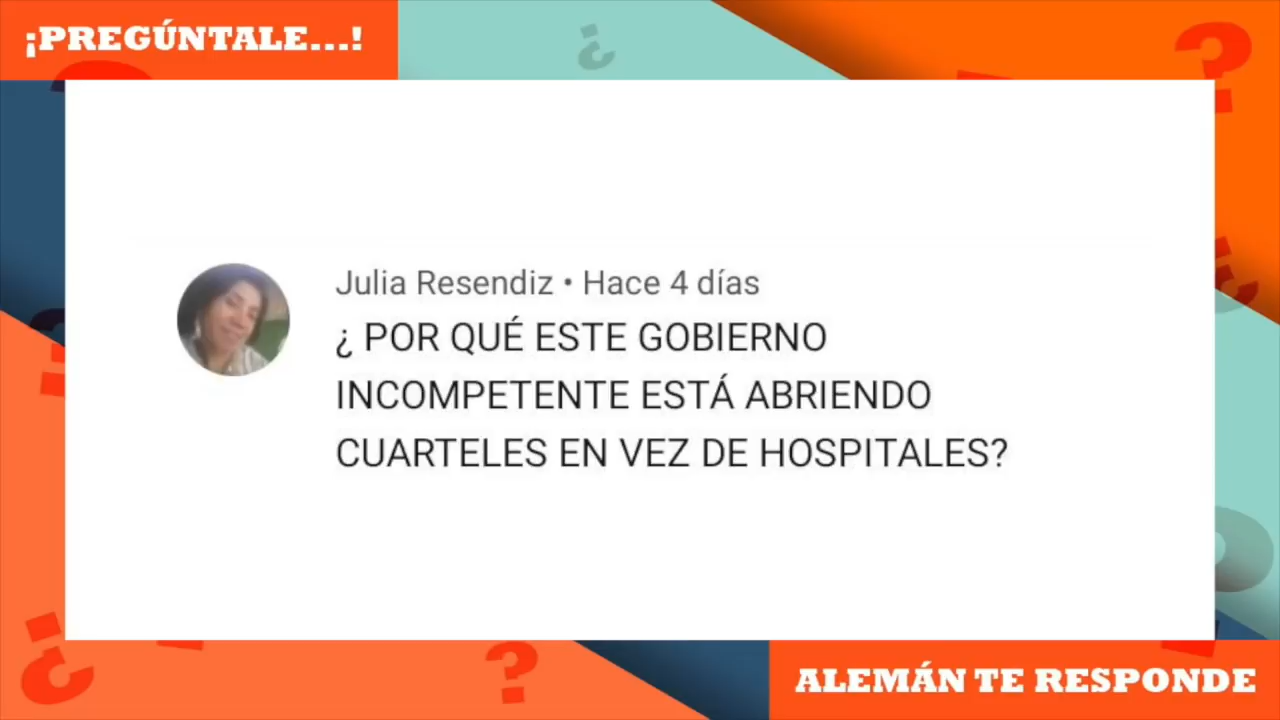 ¡PREGÚNTALE...!
Julia Resendiz • Hace 4 días
¿ POR QUÉ ESTE GOBIERNO
INCOMPETENTE ESTÁ ABRIENDO
CUARTELES EN VEZ DE HOSPITALES?
ALEMÁN TE RESPONDE